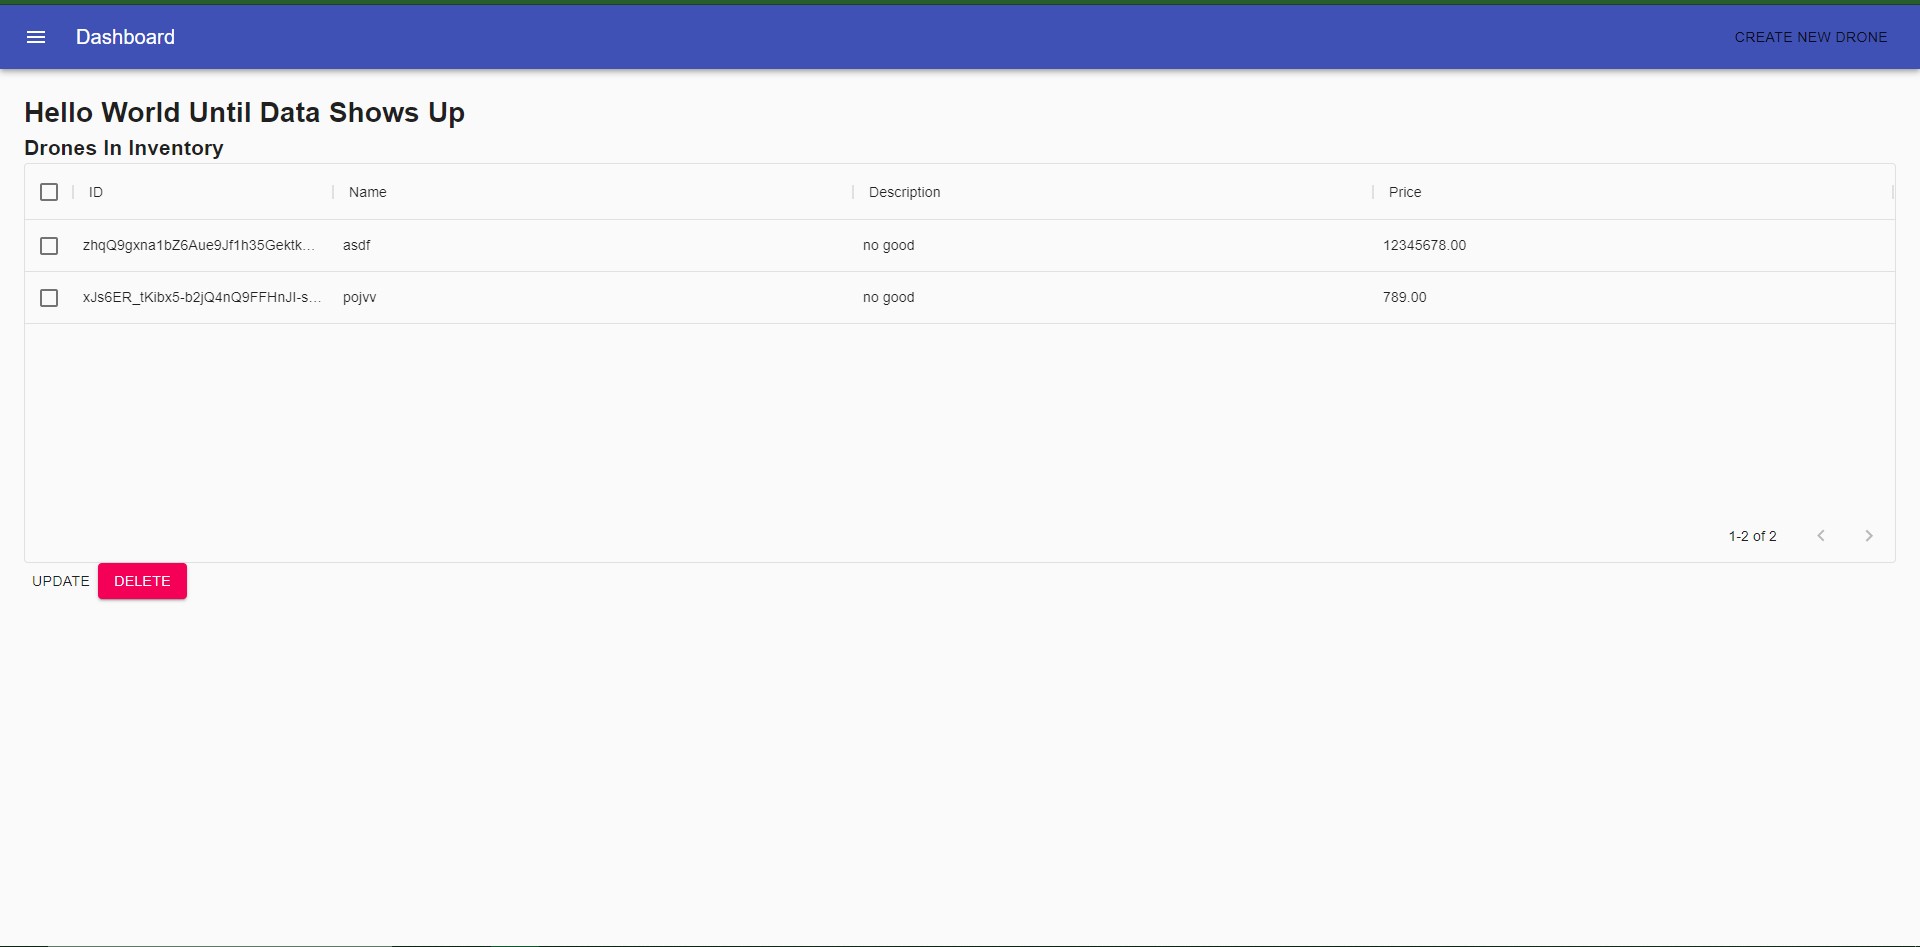 Dashboard CREATE NEW DRONE
Hello World Until Data Shows Up
Drones In Inventory
ID Name Description Price
zhqQ9gxna1bZ6Aue9Jf1h35Gektk... asdf no good 12345678.00
xJs6ER_tKibx5-b2jQ4nQ9FFHnJI-s... pojvv no good 789.00
1-2 of 2
UPDATE DELETE